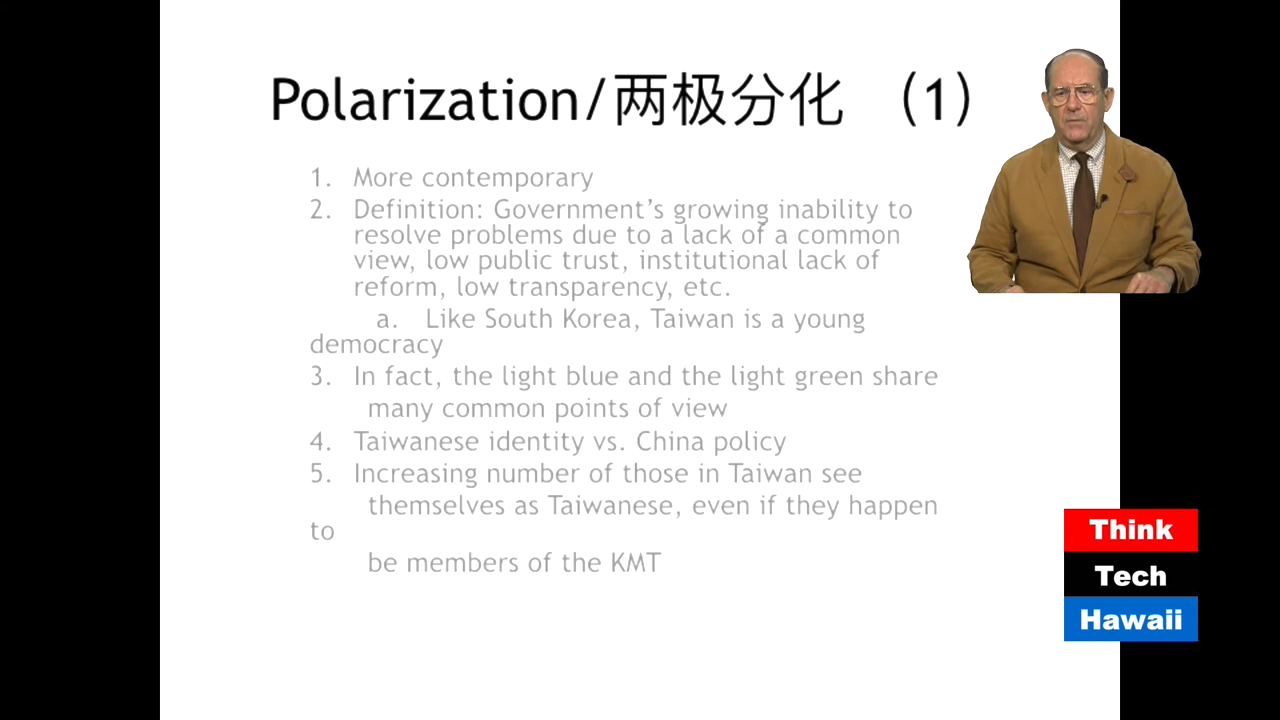 Polarization/两极分化 (1)
1. More contemporary
2. Definition: Government's growing inability to
resolve problems due to a lack of a common
view, low public trust, institutional lack of
reform, low transparency, etc.
a. Like South Korea, Taiwan is a young
democracy
3. In fact, the light blue and the light green share
many common points of view
4. Taiwanese identity vs. China policy
5. Increasing number of those in Taiwan see
themselves as Taiwanese, even if they happen
to
be members of the KMT
Think
Tech
Hawaii